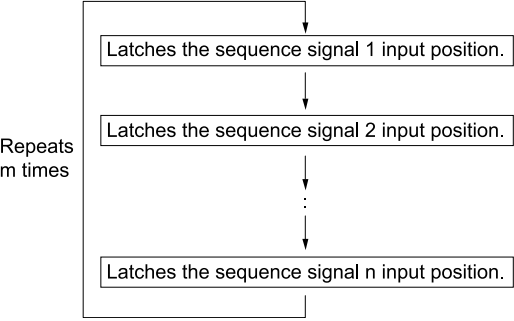 Latches the sequence signal 1 input position.
Latches the sequence signal 2 input position.
Repeats
m times
:
Latches the sequence signal n input position.